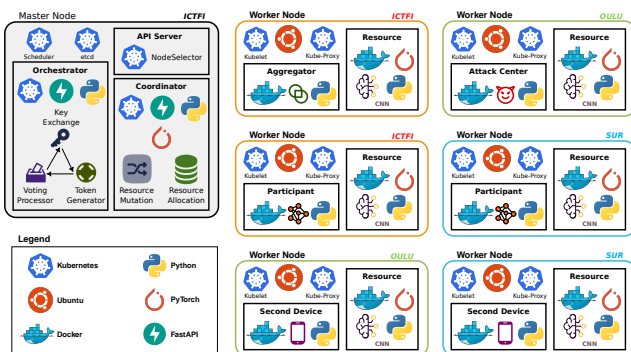 Master Node
ICTFI
Scheduler
etcd
API Server
NodeSelector
Orchestrator
Key
Exchange
Voting
Processor
Token
Generator
Coordinator
Resource
Mutation
Resource
Allocation
Legend
Kubernetes
Python
Ubuntu
PyTorch
Docker
FastAPI
Worker Node
ICTFI
Kubelet
Kube-Proxy
Aggregator
Resource
CNN
Worker Node
OULU
Kubelet
Kube-Proxy
Attack Center
Resource
CNN
Worker Node
ICTFI
Kubelet
Kube-Proxy
Participant
Resource
CNN
Worker Node
SUR
Kubelet
Kube-Proxy
Participant
Resource
CNN
Worker Node
OULU
Kubelet
Kube-Proxy
Second Device
Resource
CNN
Worker Node
SUR
Kubelet
Kube-Proxy
Second Device
Resource
CNN